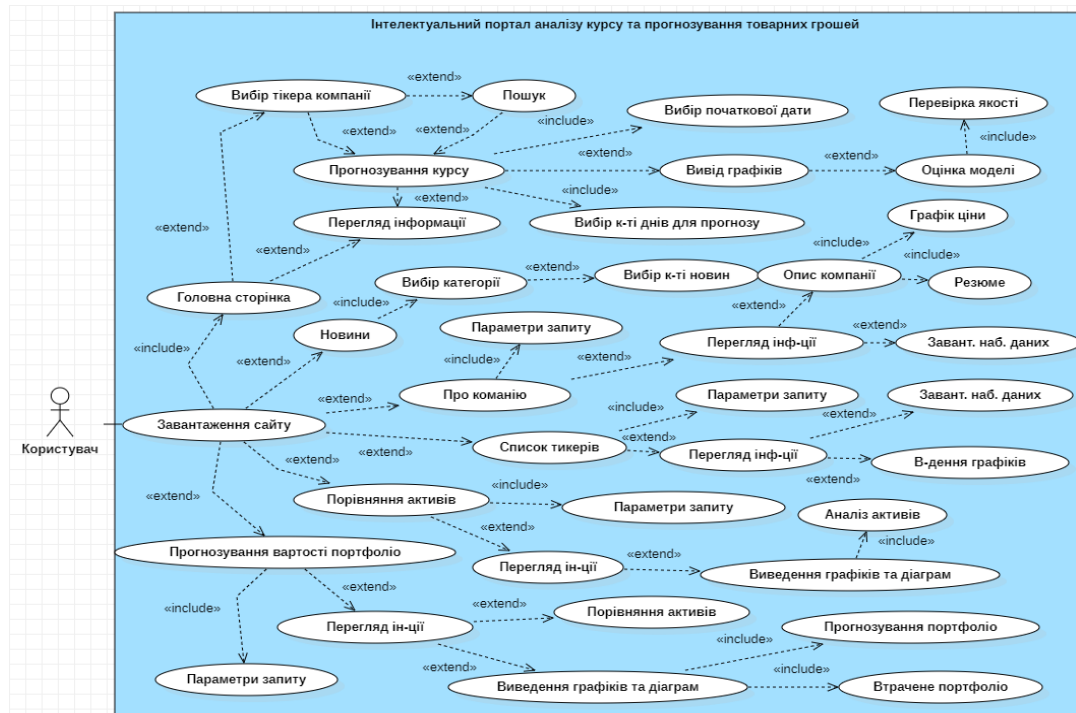 Інтелектуальний портал аналізу курсу та прогнозування товарних грошей
«extend»
Вибір тікера компанії
Пошук
Перевірка якості
Вибір початкової дати
«include»
«extend»
«extend»
«include»
«extend»
«extend»
Прогнозування курсу
Вивід графіків
Оцінка моделі
«extend»
«include»
Графік ціни
Перегляд інформації
Вибір к-ті днів для прогнозу
«extend»
«extend»
«include»
«extend»
Вибір категорії
Вибір к-ті новин
Опис компанії
«include»
Резюме
Головна сторінка
«include»
«extend»
Новини
Параметри запиту
«extend»
Перегляд інф-ції
Завант. наб. даних
«include»
«extend»
«include»
«extend»
Про команію
Параметри запиту
Завант. наб. даних
«extend»
«include»
«extend»
Завантаження сайту
Користувач
«extend»
Список тикерів
«extend»
Перегляд інф-ції
В-дення графіків
«extend»
«extend»
«include»
Порівняння активів
Параметри запиту
Аналіз активів
«extend»
«extend»
«include»
Прогнозування вартості портфоліо
«extend»
Перегляд ін-ції
Виведення графіків та діаграм
«extend»
«include»
«extend»
Порівняння активів
Перегляд ін-ції
Прогнозування портфоліо
«include»
«extend»
«include»
Параметри запиту
Виведення графіків та діаграм
Втрачене портфоліо